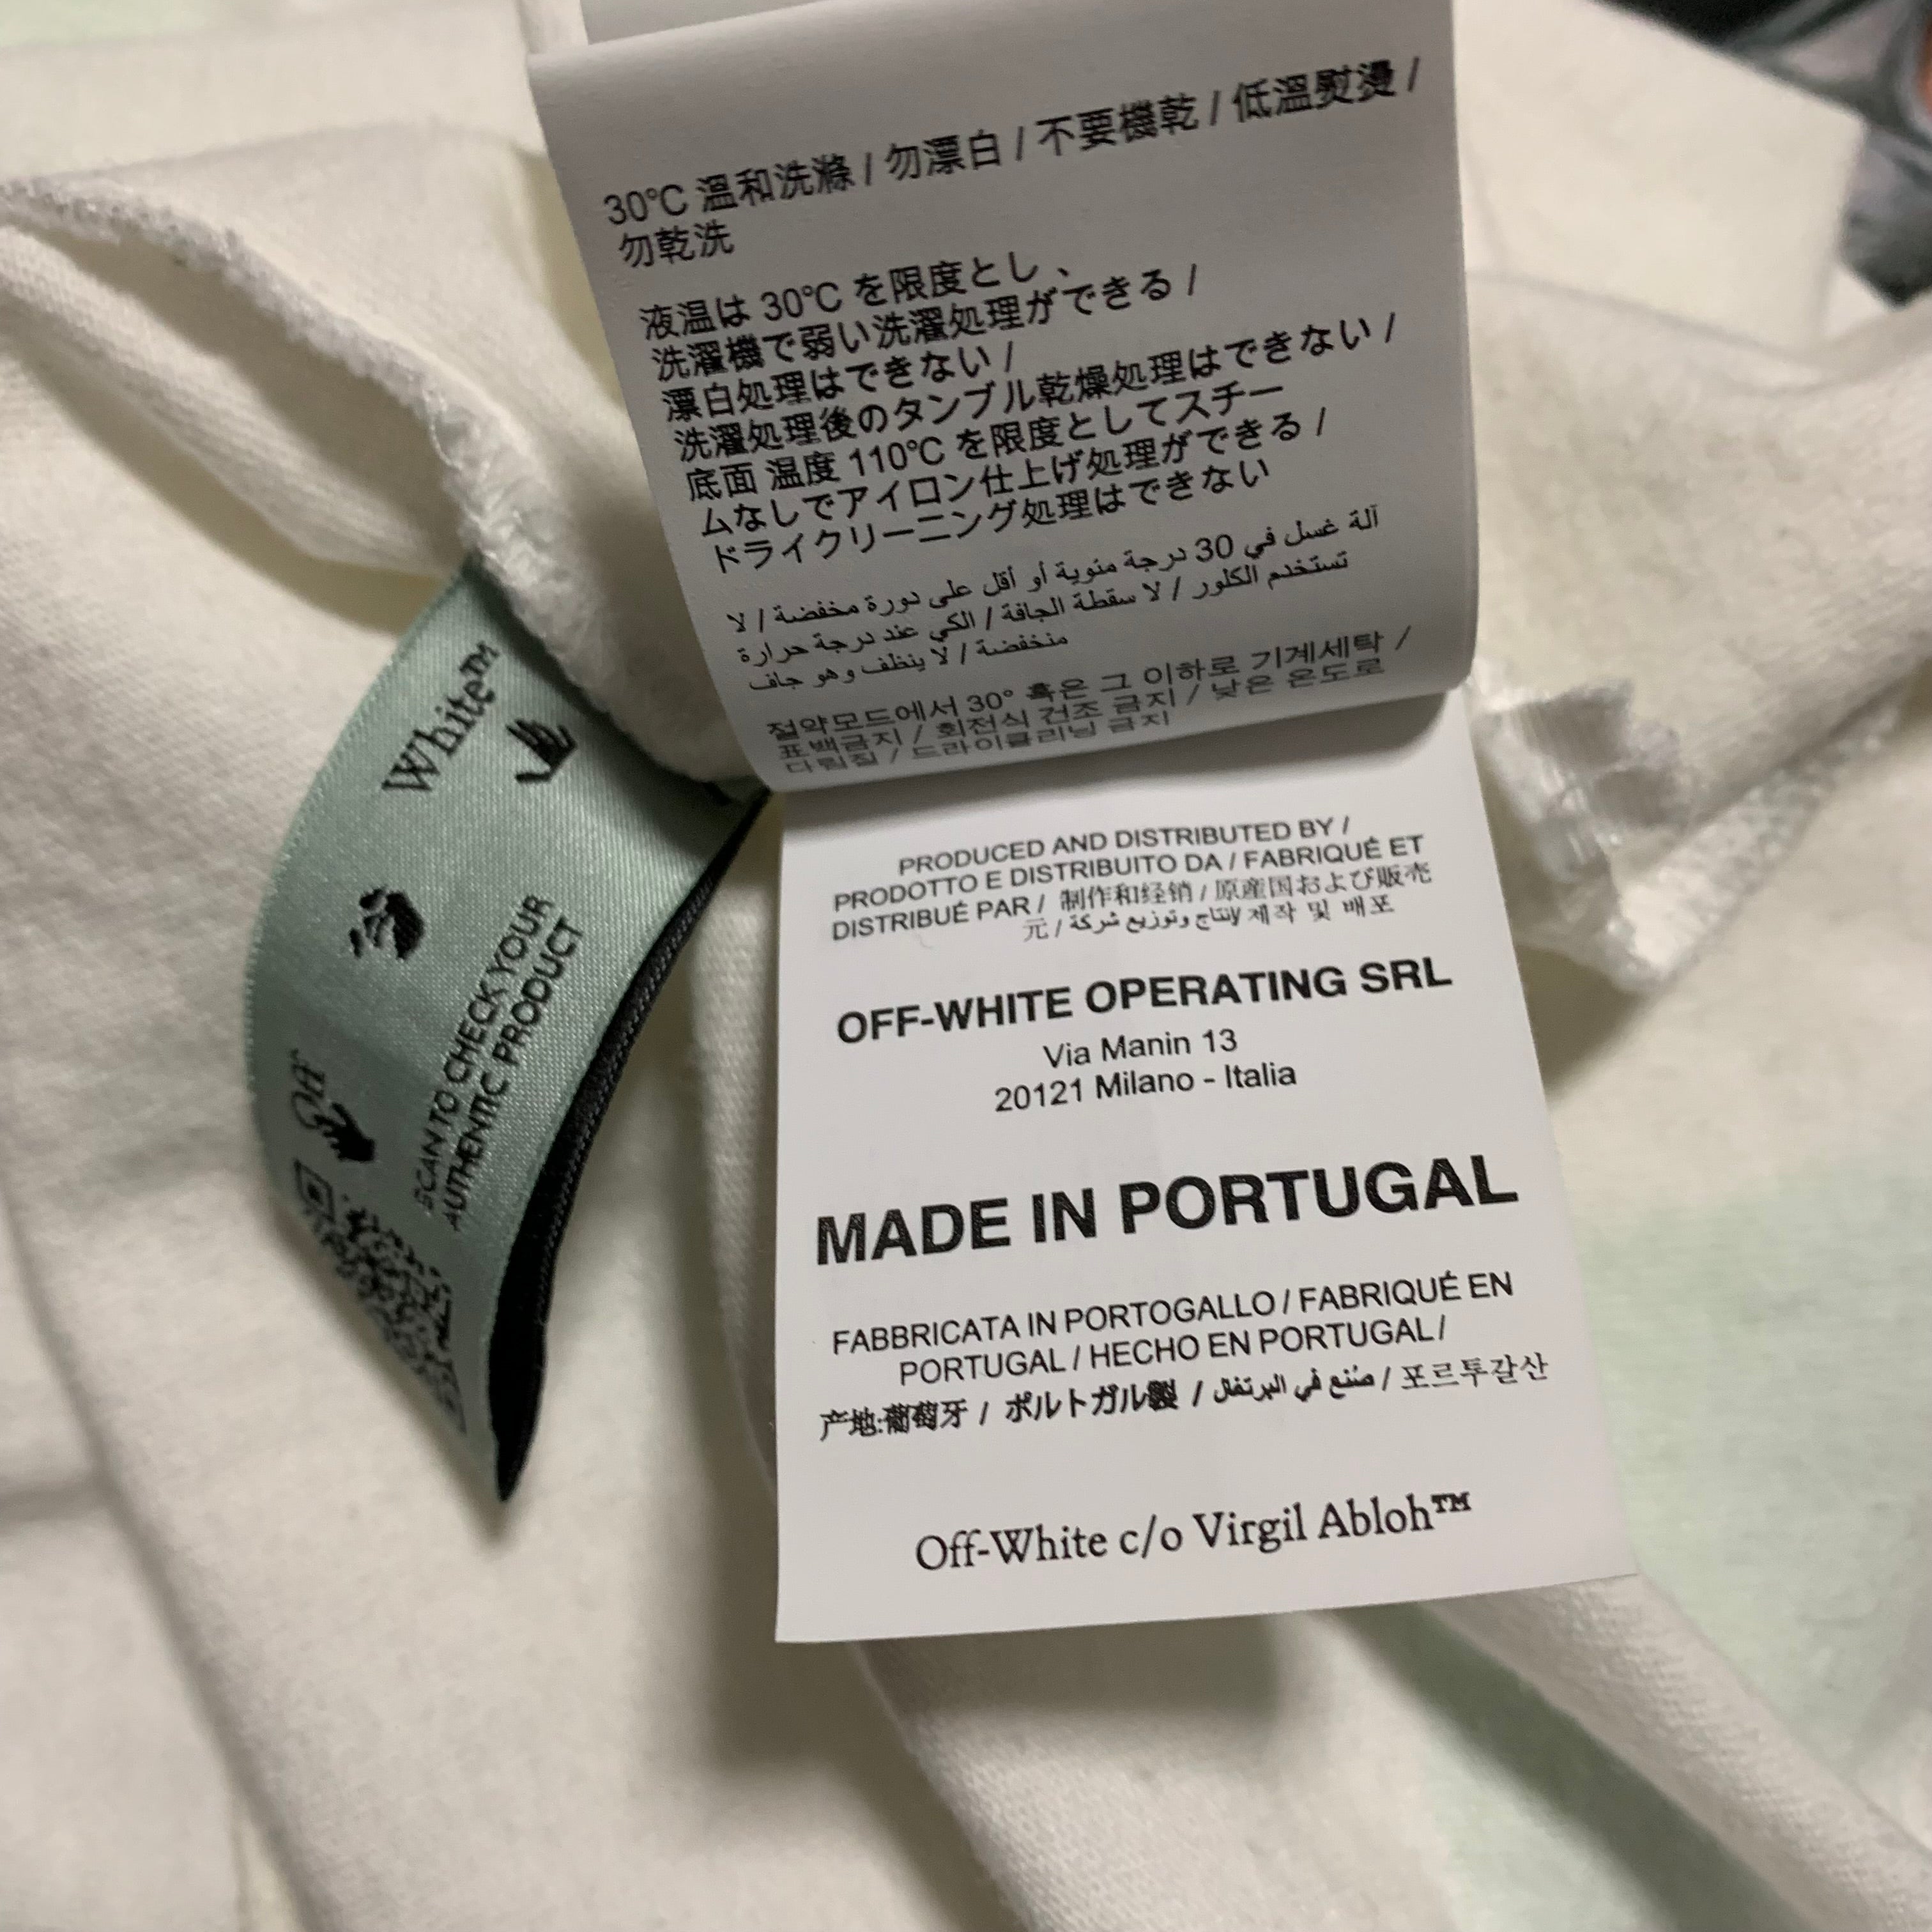 30°C 溫和洗滌 / 勿漂白 / 不要機乾 / 低溫熨燙 /
勿乾洗
液温は 30℃ を限度とし 、
洗濯機で弱い洗濯処理ができる /
漂白処理はできない /
洗濯処理後のタンブル乾燥処理はできない /
底面 温度 110℃ を限度としてスチー
ムなしでアイロン仕上げ処理ができる /
ドライクリーニング処理はできない
آلة غسل في 30 درجة منوية أو أقل على دورة مخفضة / لا
تستخدم الكلور / لا سقطة الجافة / الكي عند درجة حرارة
منخفضة / لا ينظف وهو جاف
절약모드에서 30° 혹은 그 이하로 기계세탁 /
표백금지 / 회전식 건조 금지 / 낮은 온도로
다림질 / 드라이클리닝 금지
White™
Off
SCAN TO CHECK YOUR
AUTHENTIC PRODUCT
PRODUCED AND DISTRIBUTED BY /
PRODOTTO E DISTRIBUITO DA / FABRIQUÉ ET
DISTRIBUÉ PAR / 制作和经销 / 原産国および販売
元 / إنتاج وتوزيع شركة / 제작 및 배포
OFF-WHITE OPERATING SRL
Via Manin 13
20121 Milano - Italia
MADE IN PORTUGAL
FABBRICATA IN PORTOGALLO / FABRIQUÉ EN
PORTUGAL / HECHO EN PORTUGAL /
产地:葡萄牙 / ポルトガル製 / صُنع في البرتغال / 포르투갈산
Off-White c/o Virgil Abloh™